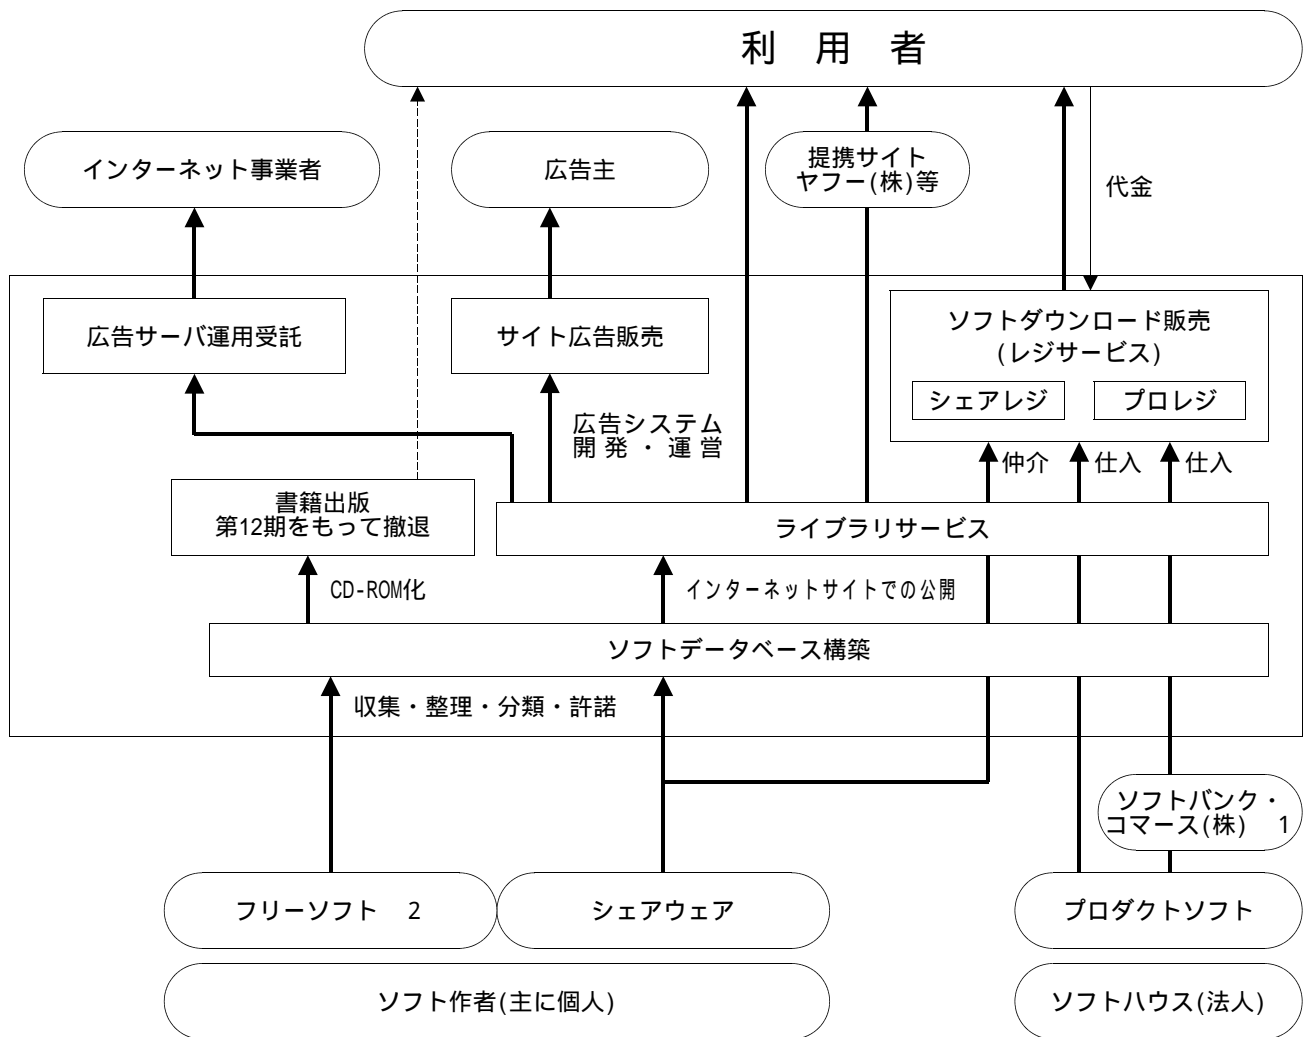 利　用　者
インターネット事業者
広告主
提携サイト
ヤフー(株)等
代金
広告サーバ運用受託
サイト広告販売
ソフトダウンロード販売
(レジサービス)
シェアレジ
プロレジ
広告システム
開発・運営
仲介
仕入
仕入
書籍出版
第12期をもって撤退
ライブラリサービス
CD-ROM化
インターネットサイトでの公開
ソフトデータベース構築
収集・整理・分類・許諾
ソフトバンク・
コマース(株)　1
フリーソフト　2
シェアウェア
プロダクトソフト
ソフト作者(主に個人)
ソフトハウス(法人)